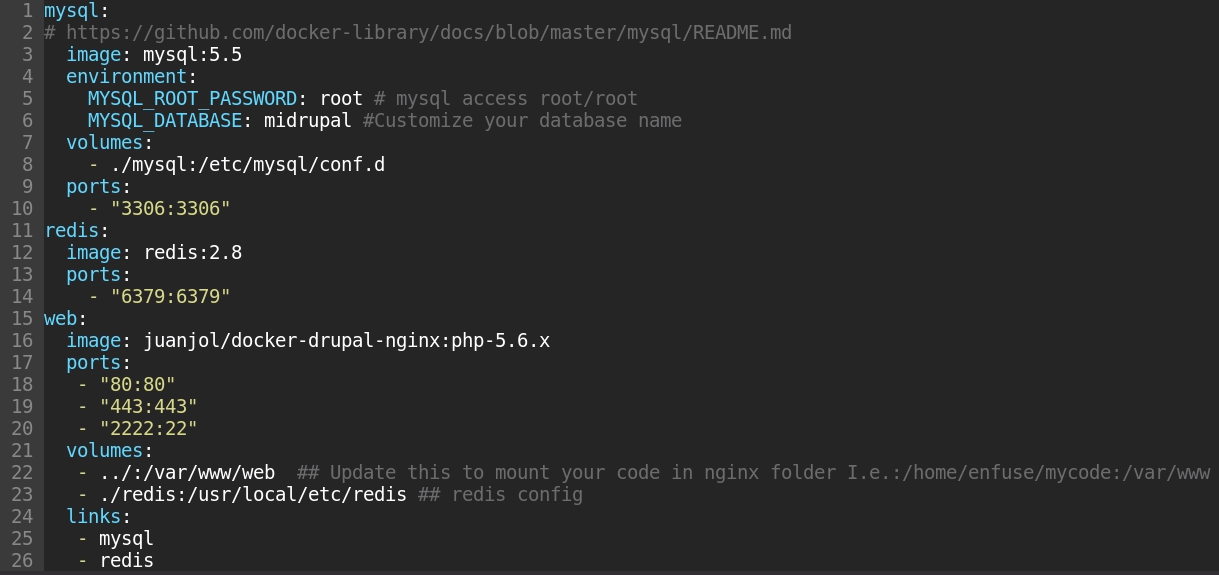 1 mysql:
2 # https://github.com/docker-library/docs/blob/master/mysql/README.md
3   image: mysql:5.5
4   environment:
5     MYSQL_ROOT_PASSWORD: root # mysql access root/root
6     MYSQL_DATABASE: midrupal #Customize your database name
7   volumes:
8     - ./mysql:/etc/mysql/conf.d
9   ports:
10     - "3306:3306"
11 redis:
12   image: redis:2.8
13   ports:
14     - "6379:6379"
15 web:
16   image: juanjol/docker-drupal-nginx:php-5.6.x
17   ports:
18    - "80:80"
19    - "443:443"
20    - "2222:22"
21   volumes:
22    - ../:/var/www/web  ## Update this to mount your code in nginx folder I.e.:/home/enfuse/mycode:/var/www
23    - ./redis:/usr/local/etc/redis ## redis config
24   links:
25    - mysql
26    - redis